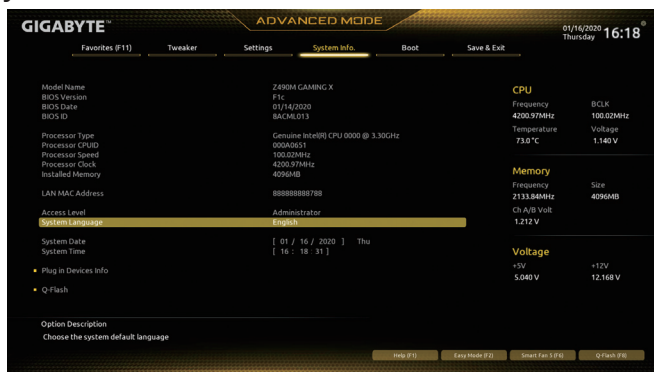 GIGABYTE™
ADVANCED MODE
01/16/2020
Thursday
16:18
Favorites (F11) Tweaker Settings System Info. Boot Save & Exit
Model Name Z490M GAMING X
BIOS Version F1c
BIOS Date 01/14/2020
BIOS ID 8ACML013
Processor Type Genuine Intel(R) CPU 0000 @ 3.30GHz
Processor CPUID 000A0651
Processor Speed 100.02MHz
Processor Clock 4200.97MHz
Installed Memory 4096MB
LAN MAC Address 888888888788
Access Level Administrator
System Language English
System Date [ 01 / 16 / 2020 ] Thu
System Time [ 16 : 18 : 31 ]
Plug in Devices Info
Q-Flash
CPU
Frequency BCLK
4200.97MHz 100.02MHz
Temperature Voltage
73.0 °C 1.140 V
Memory
Frequency Size
2133.84MHz 4096MB
Ch A/B Volt
1.212 V
Voltage
+5V +12V
5.040 V 12.168 V
Option Description
Choose the system default language
Help (F1) Easy Mode (F2) Smart Fan 5 (F6) Q-Flash (F8)